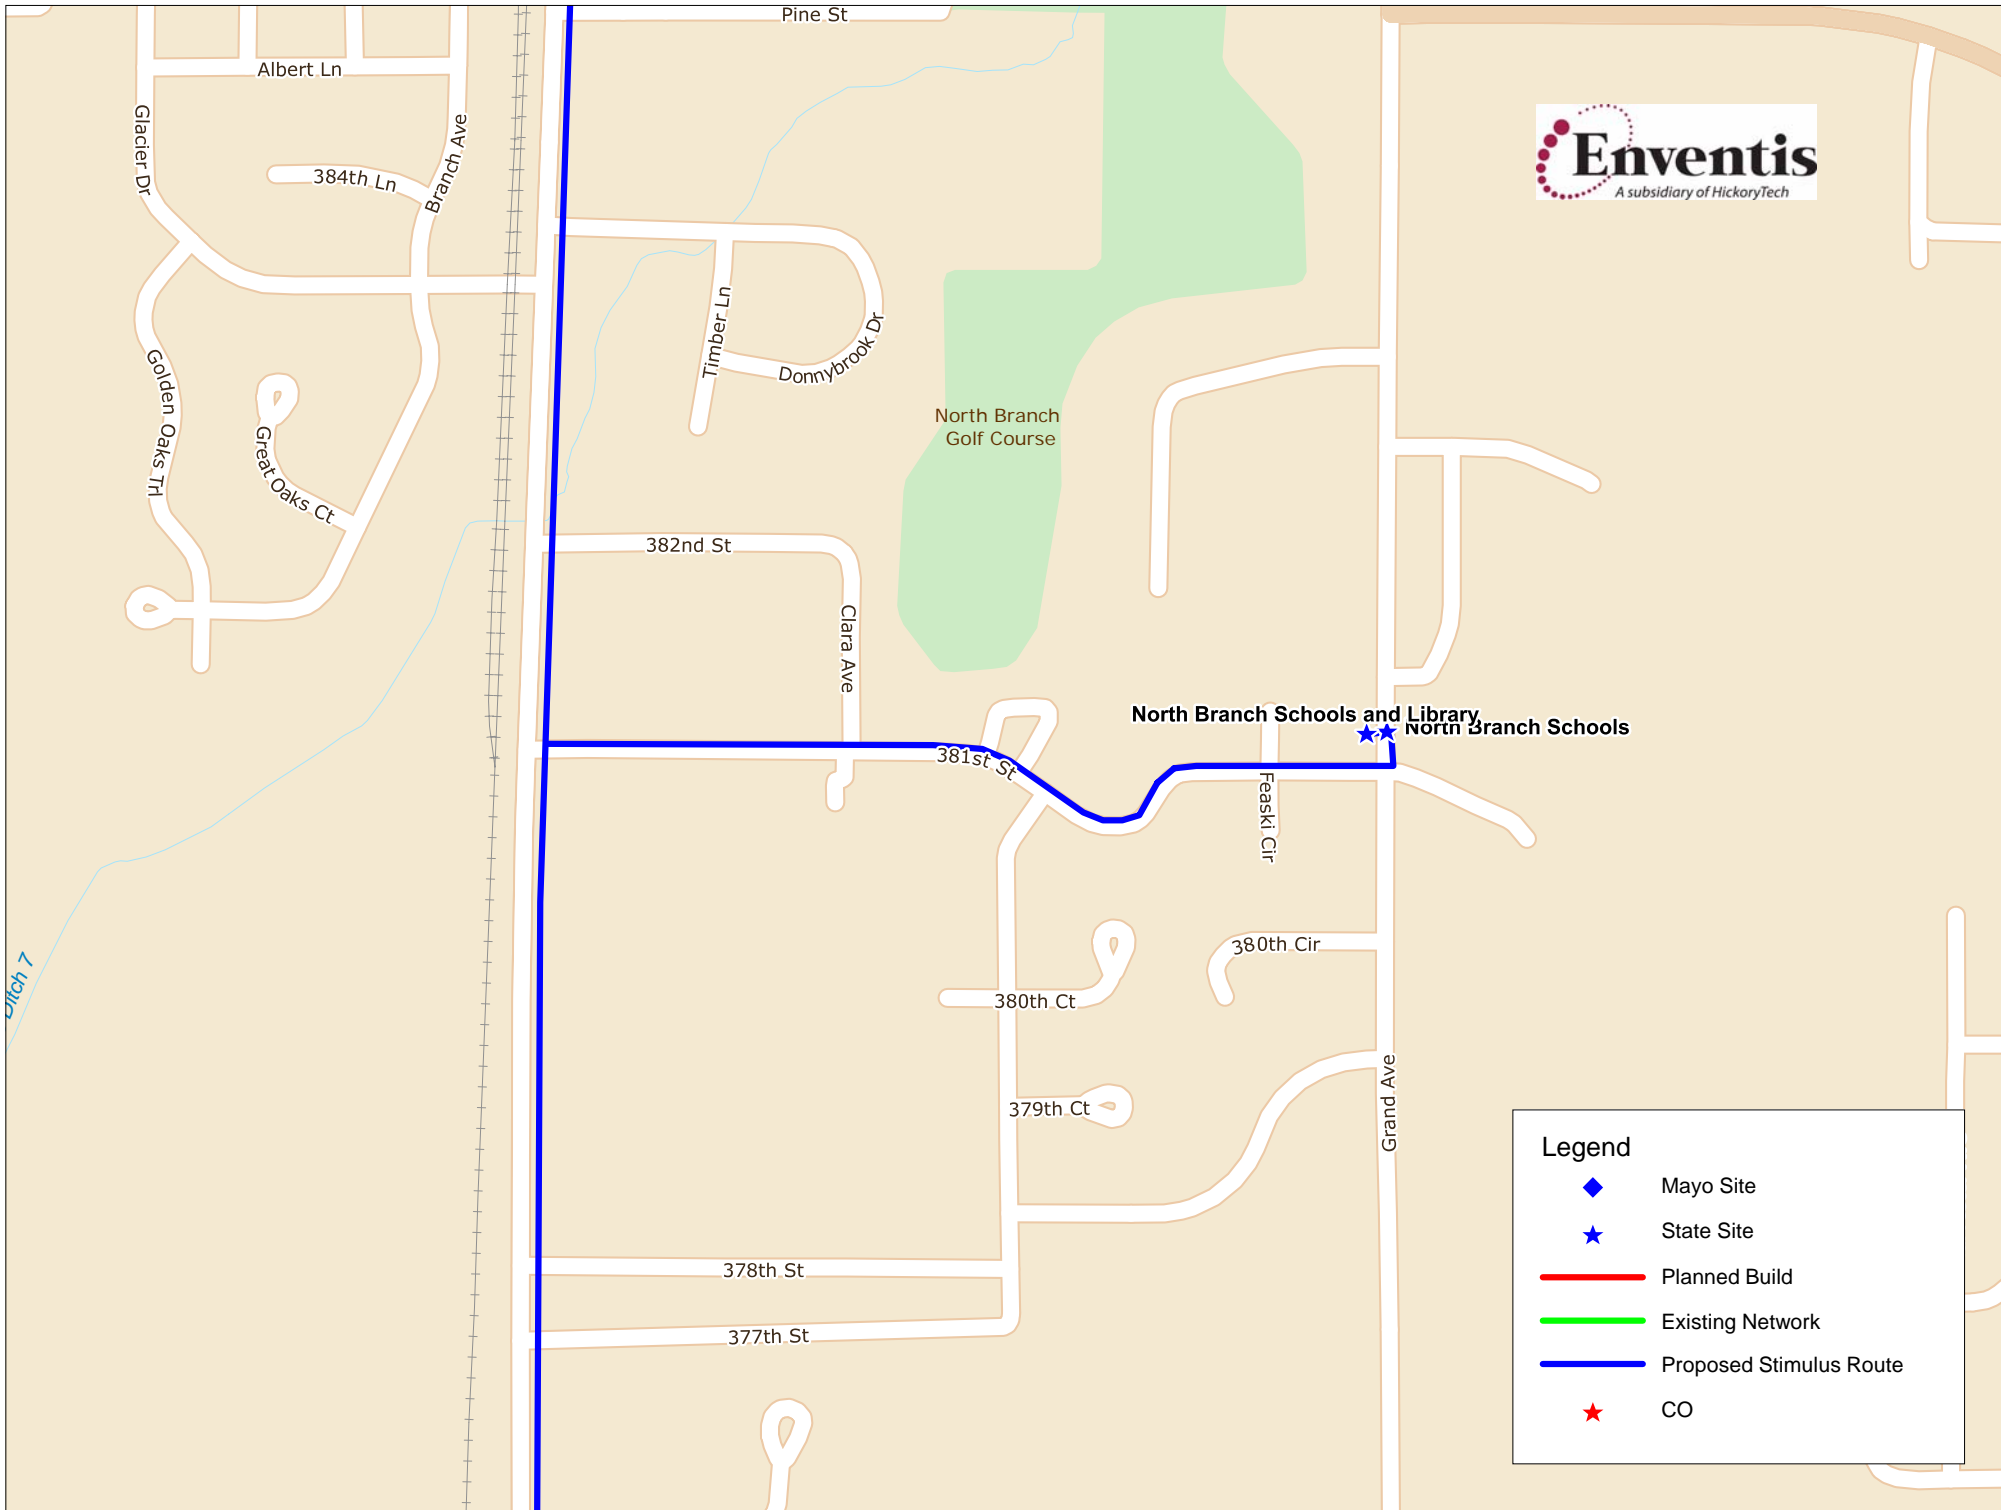 Pine St
Albert Ln
Glacier Dr
384th Ln
Branch Ave
Enventis
A subsidiary of HickoryTech
Timber Ln
Donnybrook Dr
Golden Oaks Trl
Great Oaks Ct
North Branch
Golf Course
382nd St
Clara Ave
North Branch Schools and Library
North Branch Schools
381st St
Feaski Cir
380th Cir
Ditch 7
380th Ct
Grand Ave
379th Ct
378th St
377th St
Legend
Mayo Site
State Site
Planned Build
Existing Network
Proposed Stimulus Route
CO